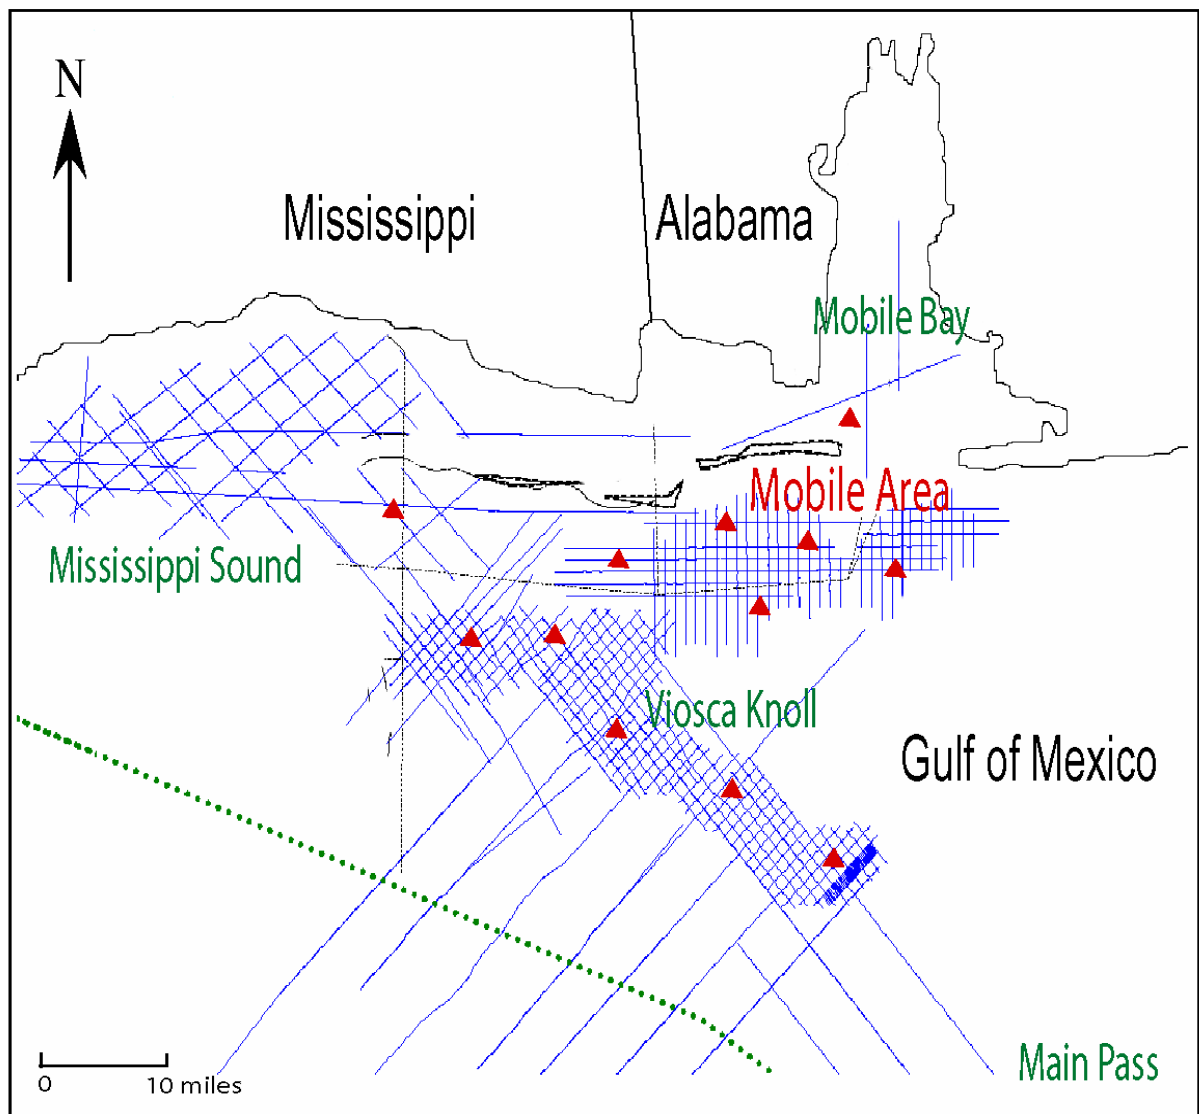 N
Mississippi
Alabama
Mobile Bay
Mobile Area
Mississippi Sound
Viosca Knoll
Gulf of Mexico
Main Pass
0 10 miles